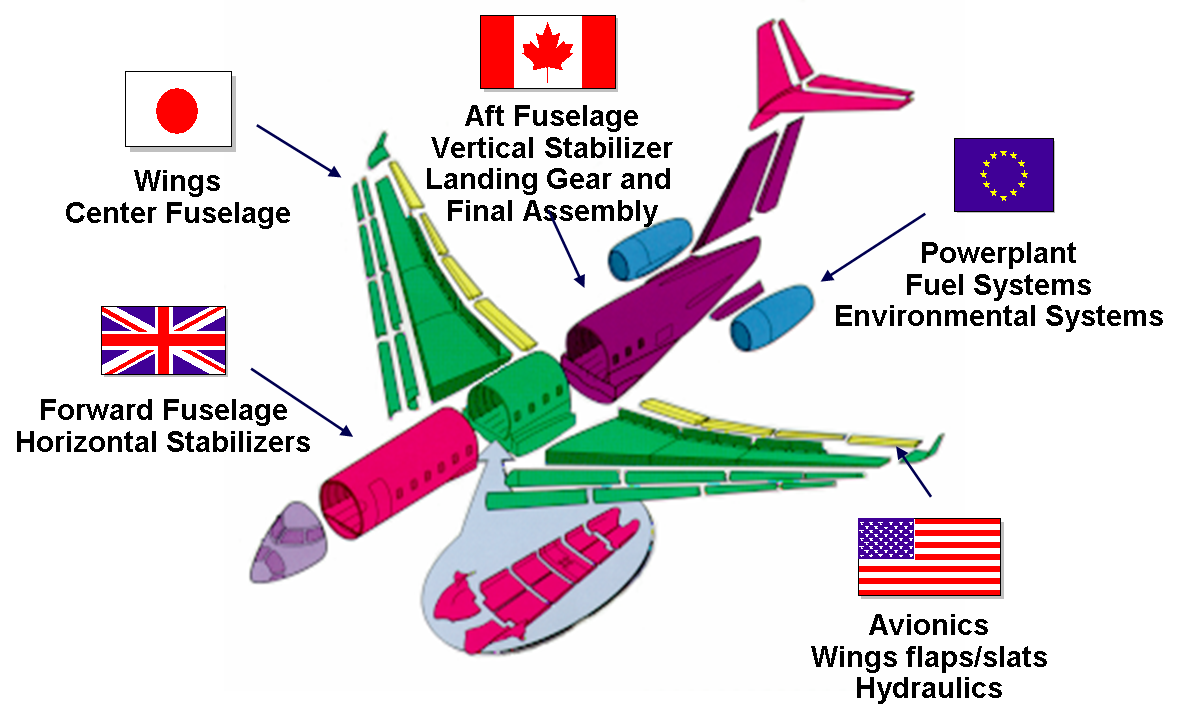 Aft Fuselage
Vertical Stabilizer
Landing Gear and
Final Assembly
Wings
Center Fuselage
Powerplant
Fuel Systems
Environmental Systems
Forward Fuselage
Horizontal Stabilizers
Avionics
Wings flaps/slats
Hydraulics